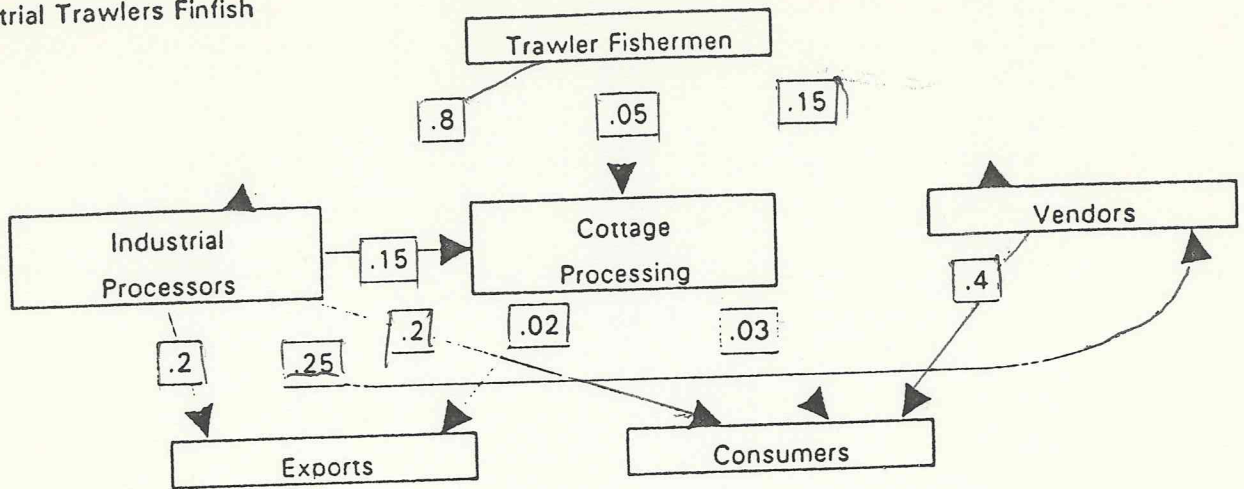 trial Trawlers Finfish
Trawler Fishermen
.8
.05
.15
Industrial
Processors
.15
Cottage
Processing
Vendors
.4
.2
.25
.2
.02
.03
Exports
Consumers